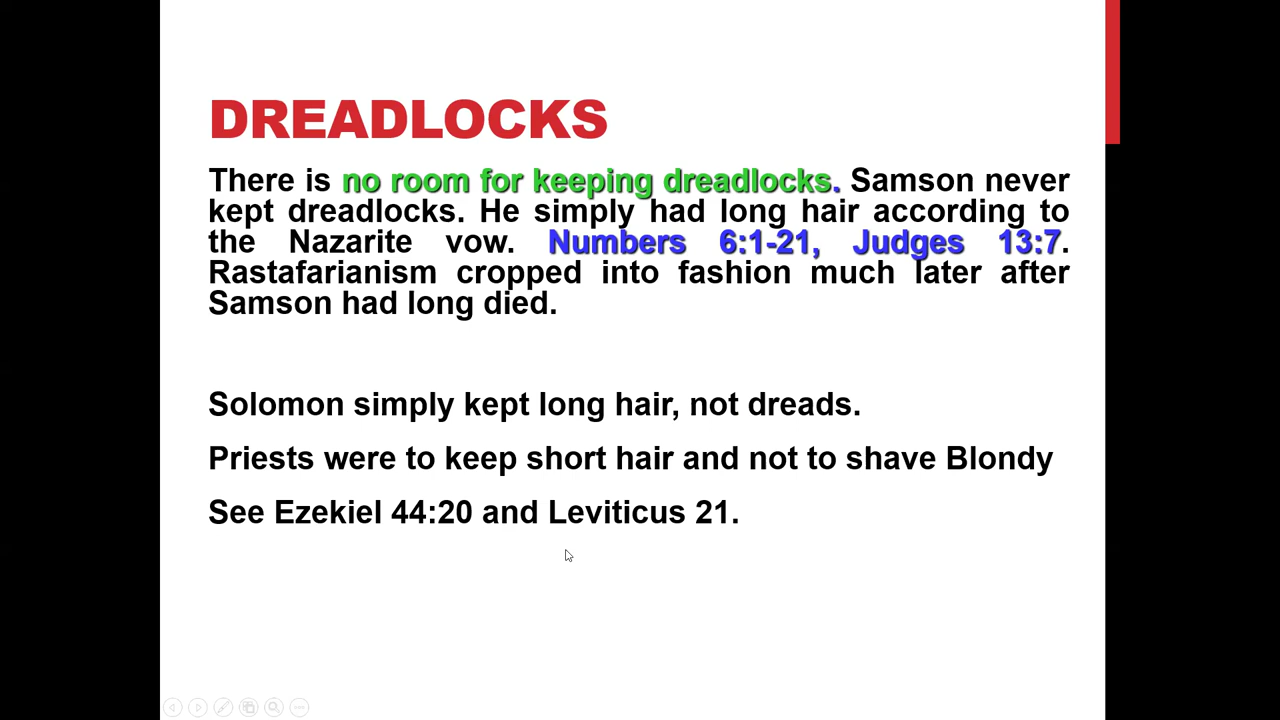 DREADLOCKS
There is no room for keeping dreadlocks. Samson never
kept dreadlocks. He simply had long hair according to
the Nazarite vow. Numbers 6:1-21, Judges 13:7.
Rastafarianism cropped into fashion much later after
Samson had long died.
Solomon simply kept long hair, not dreads.
Priests were to keep short hair and not to shave Blondy
See Ezekiel 44:20 and Leviticus 21.